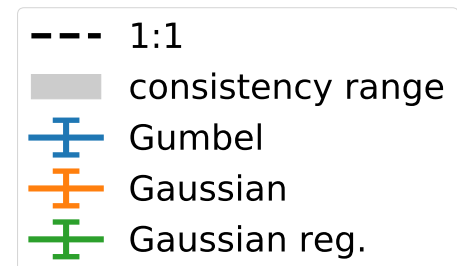 1:1
consistency range
Gumbel
Gaussian
Gaussian reg.